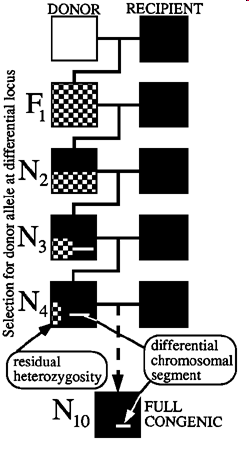 DONOR RECIPIENT
Selection for donor allele at differential locus
F1
N2
N3
N4
residual
heterozygosity
differential
chromosomal
segment
N10
FULL
CONGENIC